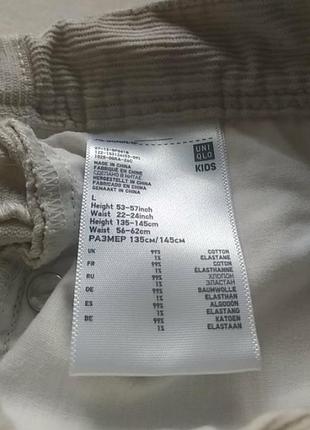 UNI
QLO
KIDS
MADE IN CHINA
FABRIQUÉ EN CHINE
СДЕЛАНО В КИТАЕ
HERGESTELLT IN CHINA
FABRICADO EN CHINA
GEMAAKT IN CHINA
L
Height 53-57inch
Waist 22-24inch
Height 135-145cm
Waist 56-62cm
РАЗМЕР 135см/145см
UK 99% COTTON
1% ELASTANE
FR 99% COTON
1% ÉLASTHANNE
RU 99% ХЛОПОК
1% ЭЛАСТАН
DE 99% BAUMWOLLE
1% ELASTHAN
ES 99% ALGODÓN
1% ELASTANO
BE 99% KATOEN
1% ELASTAAN